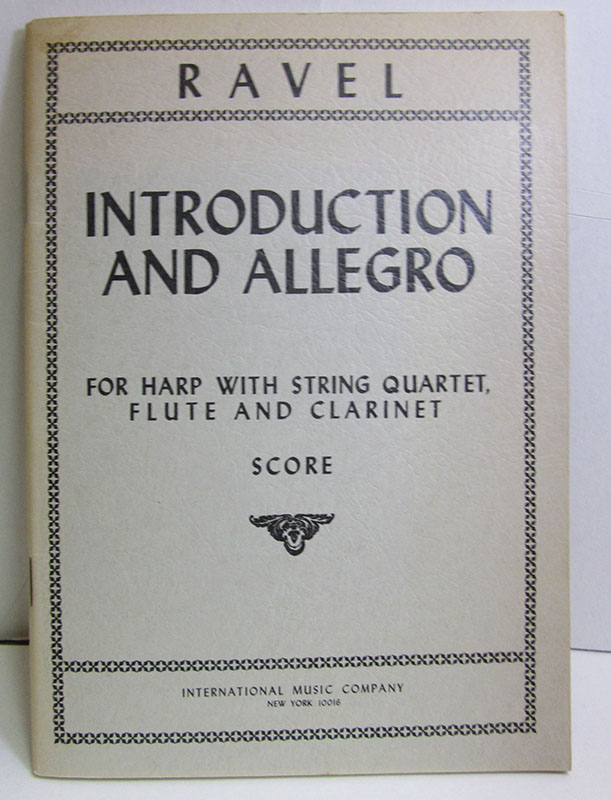 RAVEL
INTRODUCTION
AND ALLEGRO
FOR HARP WITH STRING QUARTET,
FLUTE AND CLARINET
SCORE
INTERNATIONAL MUSIC COMPANY
NEW YORK 10016